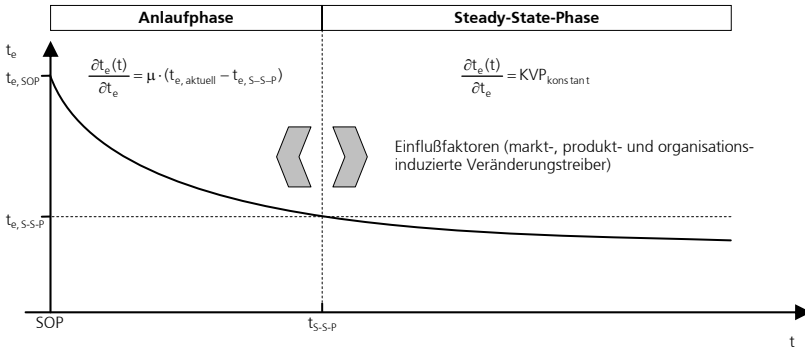 Anlaufphase
Steady-State-Phase
t_e
t_e, SOP
∂t_e(t)/∂t_e = μ · (t_e, aktuell − t_e, S–S–P)
∂t_e(t)/∂t_e = KVP_konstant
Einflußfaktoren (markt-, produkt- und organisations-
induzierte Veränderungstreiber)
t_e, S-S-P
SOP
t_S-S-P
t